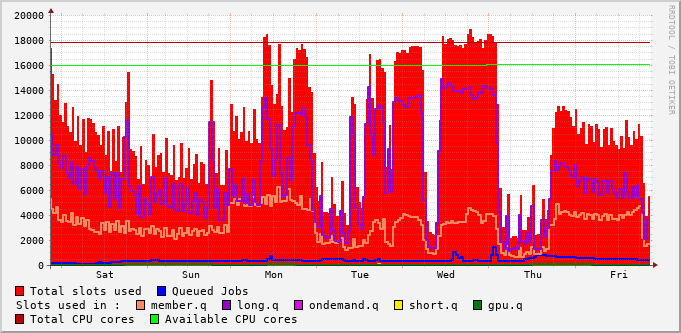 RRDTOOL / TOBI OETIKER
20000
18000
16000
14000
12000
10000
8000
6000
4000
2000
0
Sat Sun Mon Tue Wed Thu Fri
Total slots used Queued Jobs
Slots used in : member.q long.q ondemand.q short.q gpu.q
Total CPU cores Available CPU cores